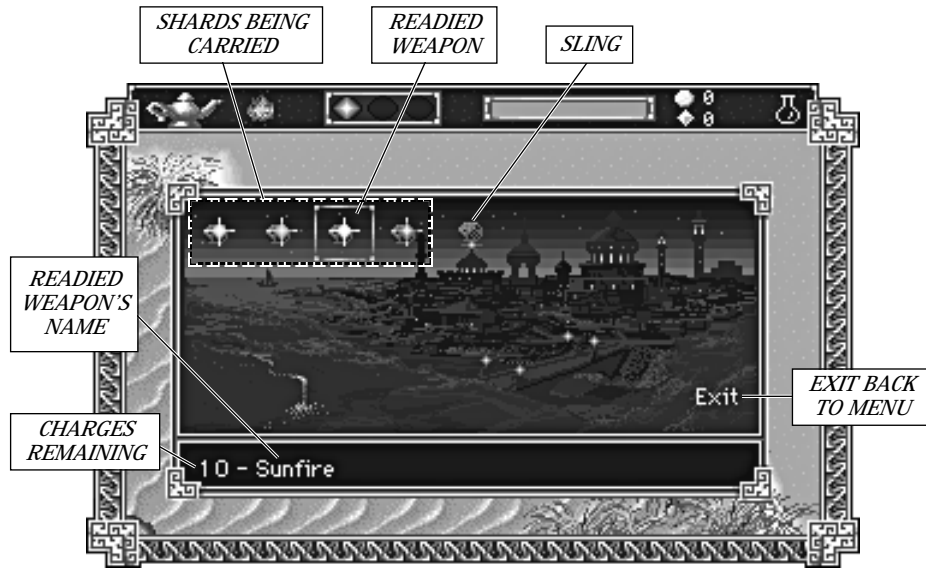 SHARDS BEING
CARRIED
READIED
WEAPON
SLING
0
0
READIED
WEAPON'S
NAME
Exit
EXIT BACK
TO MENU
CHARGES
REMAINING
10 - Sunfire